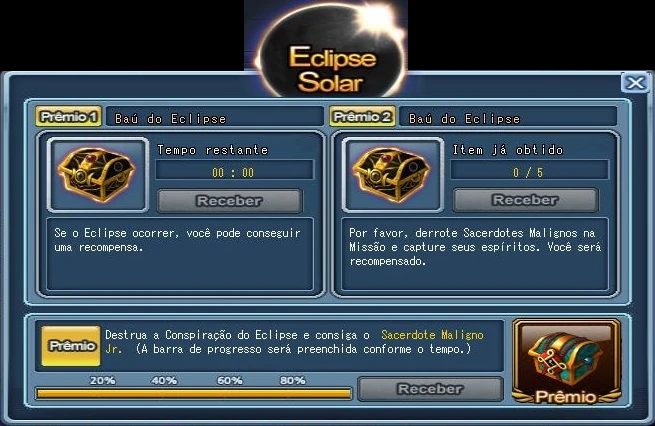 Eclipse
Solar
Prêmio 1 Baú do Eclipse
Tempo restante
00 : 00
Receber
Se o Eclipse ocorrer, você pode conseguir
uma recompensa.
Prêmio 2 Baú do Eclipse
Item já obtido
0 / 5
Receber
Por favor, derrote Sacerdotes Malignos na
Missão e capture seus espíritos. Você será
recompensado.
Prêmio
Destrua a Conspiração do Eclipse e consiga o Sacerdote Maligno
Jr. (A barra de progresso será preenchida conforme o tempo.)
20% 40% 60% 80%
Receber
Prêmio